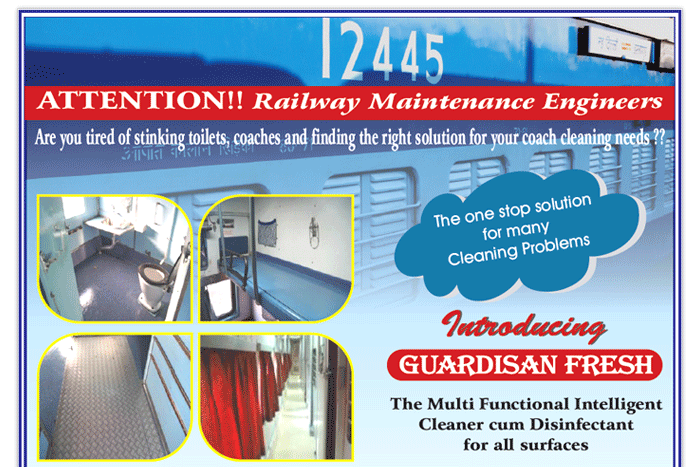 12445
ATTENTION!! Railway Maintenance Engineers
Are you tired of stinking toilets, coaches and finding the right solution for your coach cleaning needs ??
The one stop solution
for many
Cleaning Problems
Introducing
GUARDISAN FRESH
The Multi Functional Intelligent
Cleaner cum Disinfectant
for all surfaces